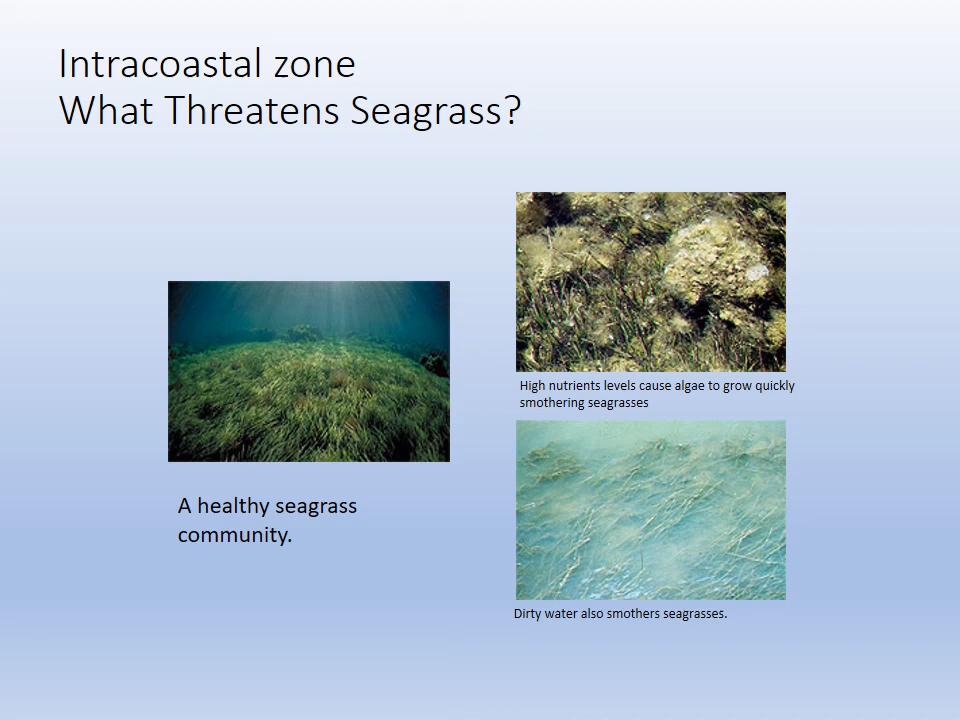 Intracoastal zone
What Threatens Seagrass?
High nutrients levels cause algae to grow quickly
smothering seagrasses
A healthy seagrass
community.
Dirty water also smothers seagrasses.